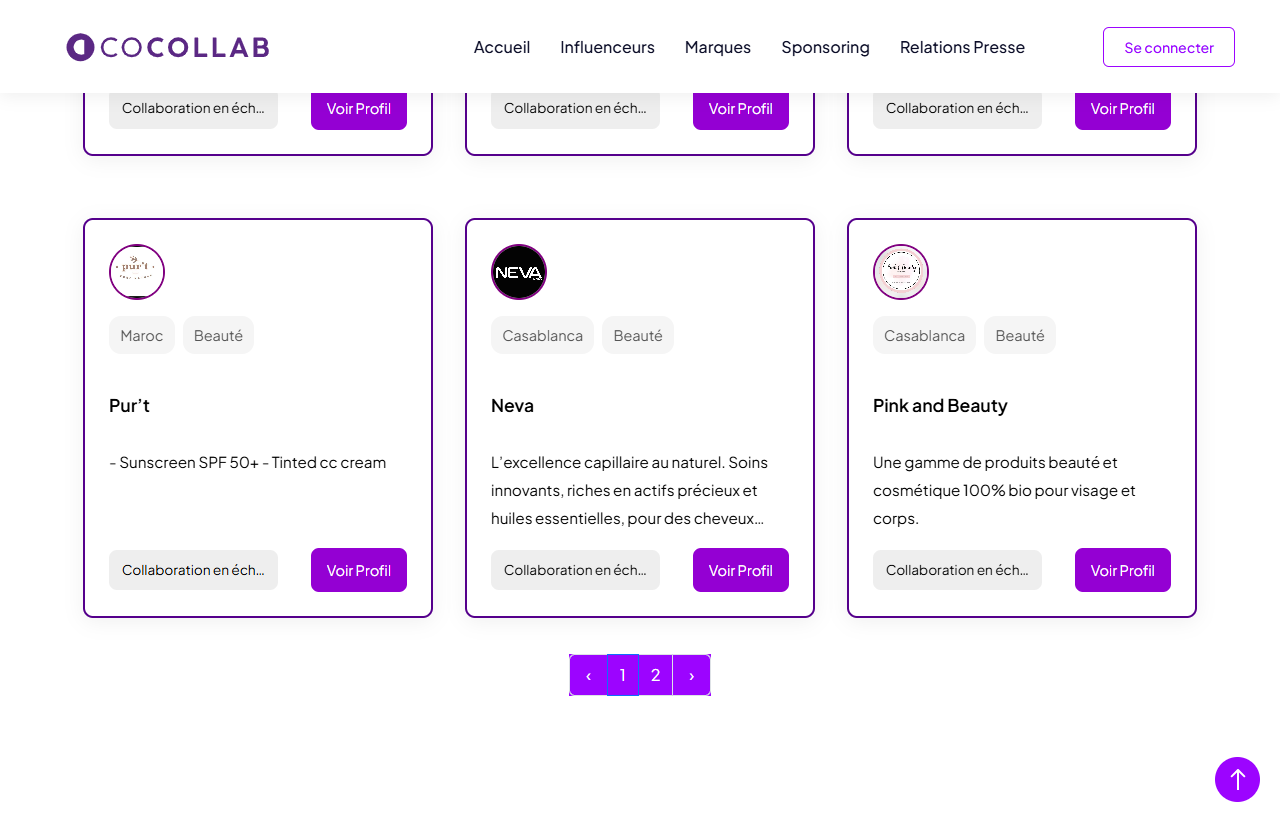 COCOLLAB
Accueil Influenceurs Marques Sponsoring Relations Presse
Se connecter
Collaboration en éch... Voir Profil
Collaboration en éch... Voir Profil
Collaboration en éch... Voir Profil
pur't
Maroc Beauté
Pur’t
- Sunscreen SPF 50+ - Tinted cc cream
Collaboration en éch... Voir Profil
NEVA
Casablanca Beauté
Neva
L’excellence capillaire au naturel. Soins
innovants, riches en actifs précieux et
huiles essentielles, pour des cheveux...
Collaboration en éch... Voir Profil
Casablanca Beauté
Pink and Beauty
Une gamme de produits beauté et
cosmétique 100% bio pour visage et
corps.
Collaboration en éch... Voir Profil
‹ 1 2 ›